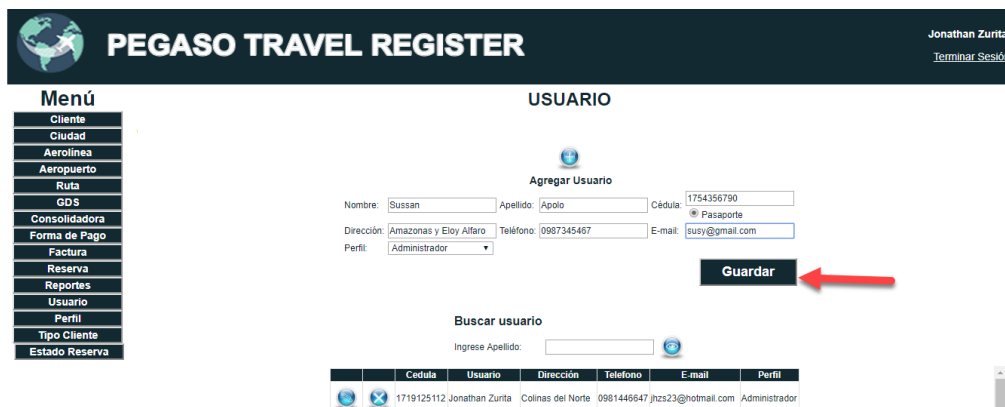 PEGASO TRAVEL REGISTER
Jonathan Zurita
Terminar Sesión
Menú
Cliente
Ciudad
Aerolínea
Aeropuerto
Ruta
GDS
Consolidadora
Forma de Pago
Factura
Reserva
Reportes
Usuario
Perfil
Tipo Cliente
Estado Reserva
USUARIO
Agregar Usuario
Nombre: Sussan Apellido: Apolo Cédula: 1754356790
Pasaporte
Dirección: Amazonas y Eloy Alfaro Teléfono: 0987345467 E-mail: susy@gmail.com
Perfil: Administrador
Guardar
Buscar usuario
Ingrese Apellido:
Cedula Usuario Dirección Telefono E-mail Perfil
1719125112 Jonathan Zurita Colinas del Norte 0981446647 jhzs23@hotmail.com Administrador